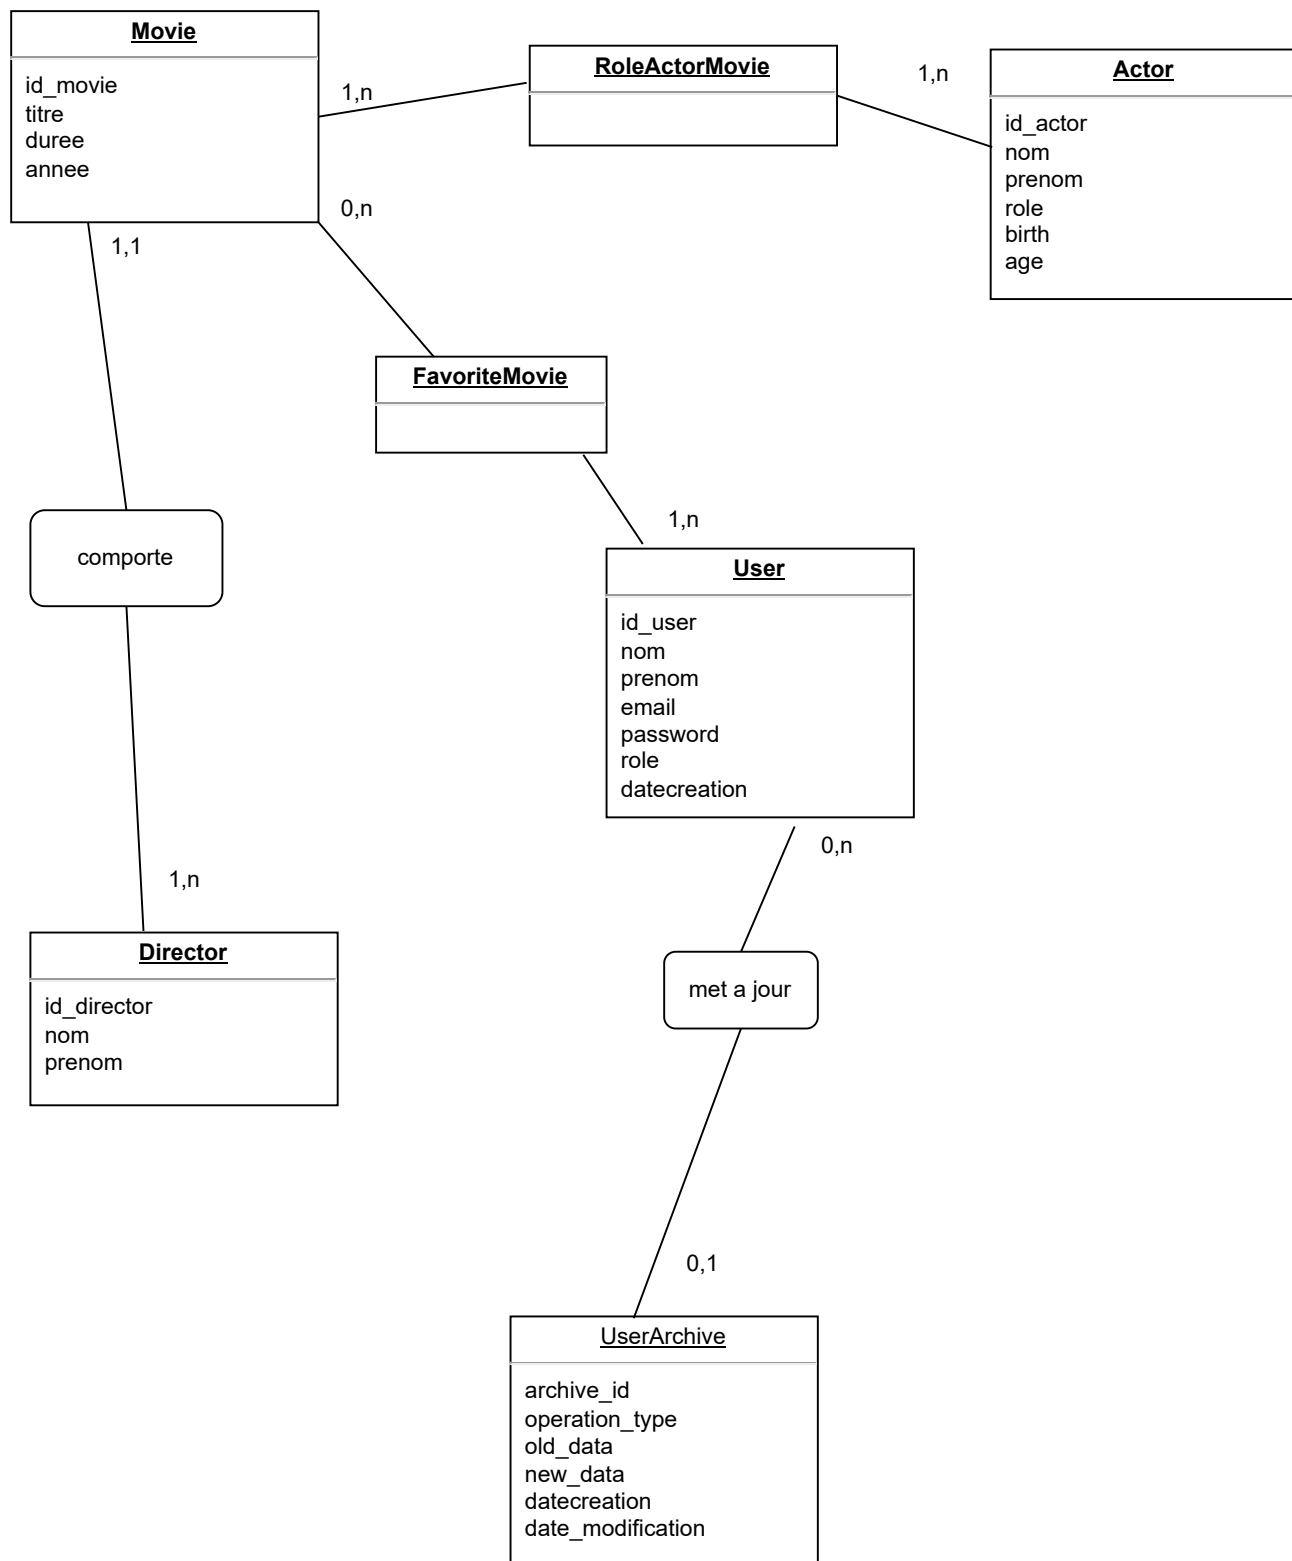 Movie
id_movie
titre
duree
annee
1,n
RoleActorMovie
1,n
Actor
id_actor
nom
prenom
role
birth
age
0,n
1,1
FavoriteMovie
1,n
comporte
User
id_user
nom
prenom
email
password
role
datecreation
0,n
1,n
Director
id_director
nom
prenom
met a jour
0,1
UserArchive
archive_id
operation_type
old_data
new_data
datecreation
date_modification